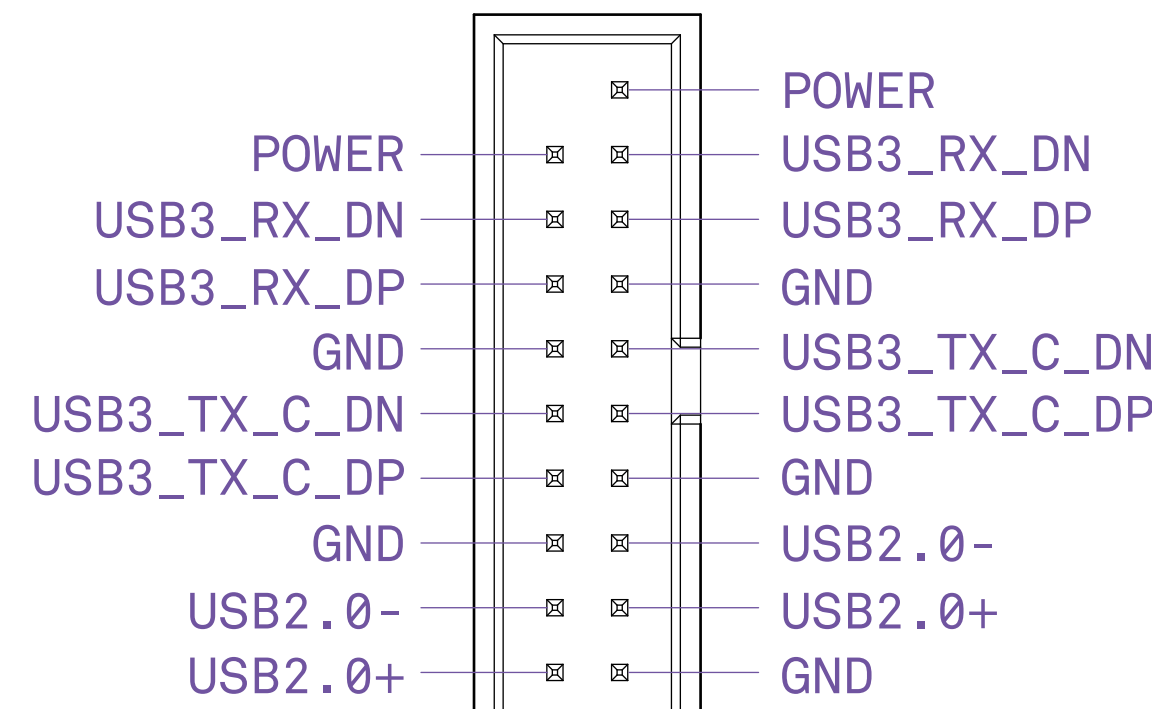 POWER
POWER USB3_RX_DN
USB3_RX_DN USB3_RX_DP
USB3_RX_DP GND
GND USB3_TX_C_DN
USB3_TX_C_DN USB3_TX_C_DP
USB3_TX_C_DP GND
GND USB2.0-
USB2.0- USB2.0+
USB2.0+ GND